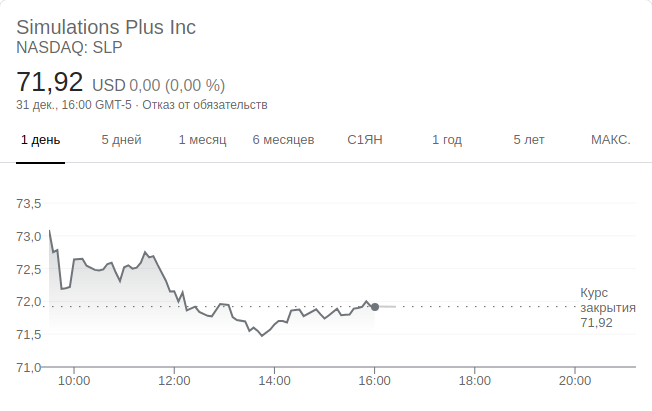 Simulations Plus Inc
NASDAQ: SLP
71,92 USD 0,00 (0,00 %)
31 дек., 16:00 GMT-5 · Отказ от обязательств
1 день 5 дней 1 месяц 6 месяцев С1ЯН 1 год 5 лет МАКС.
73,5
73,0
72,5
72,0
71,5
71,0
Курс
закрытия
71,92
10:00 12:00 14:00 16:00 18:00 20:00